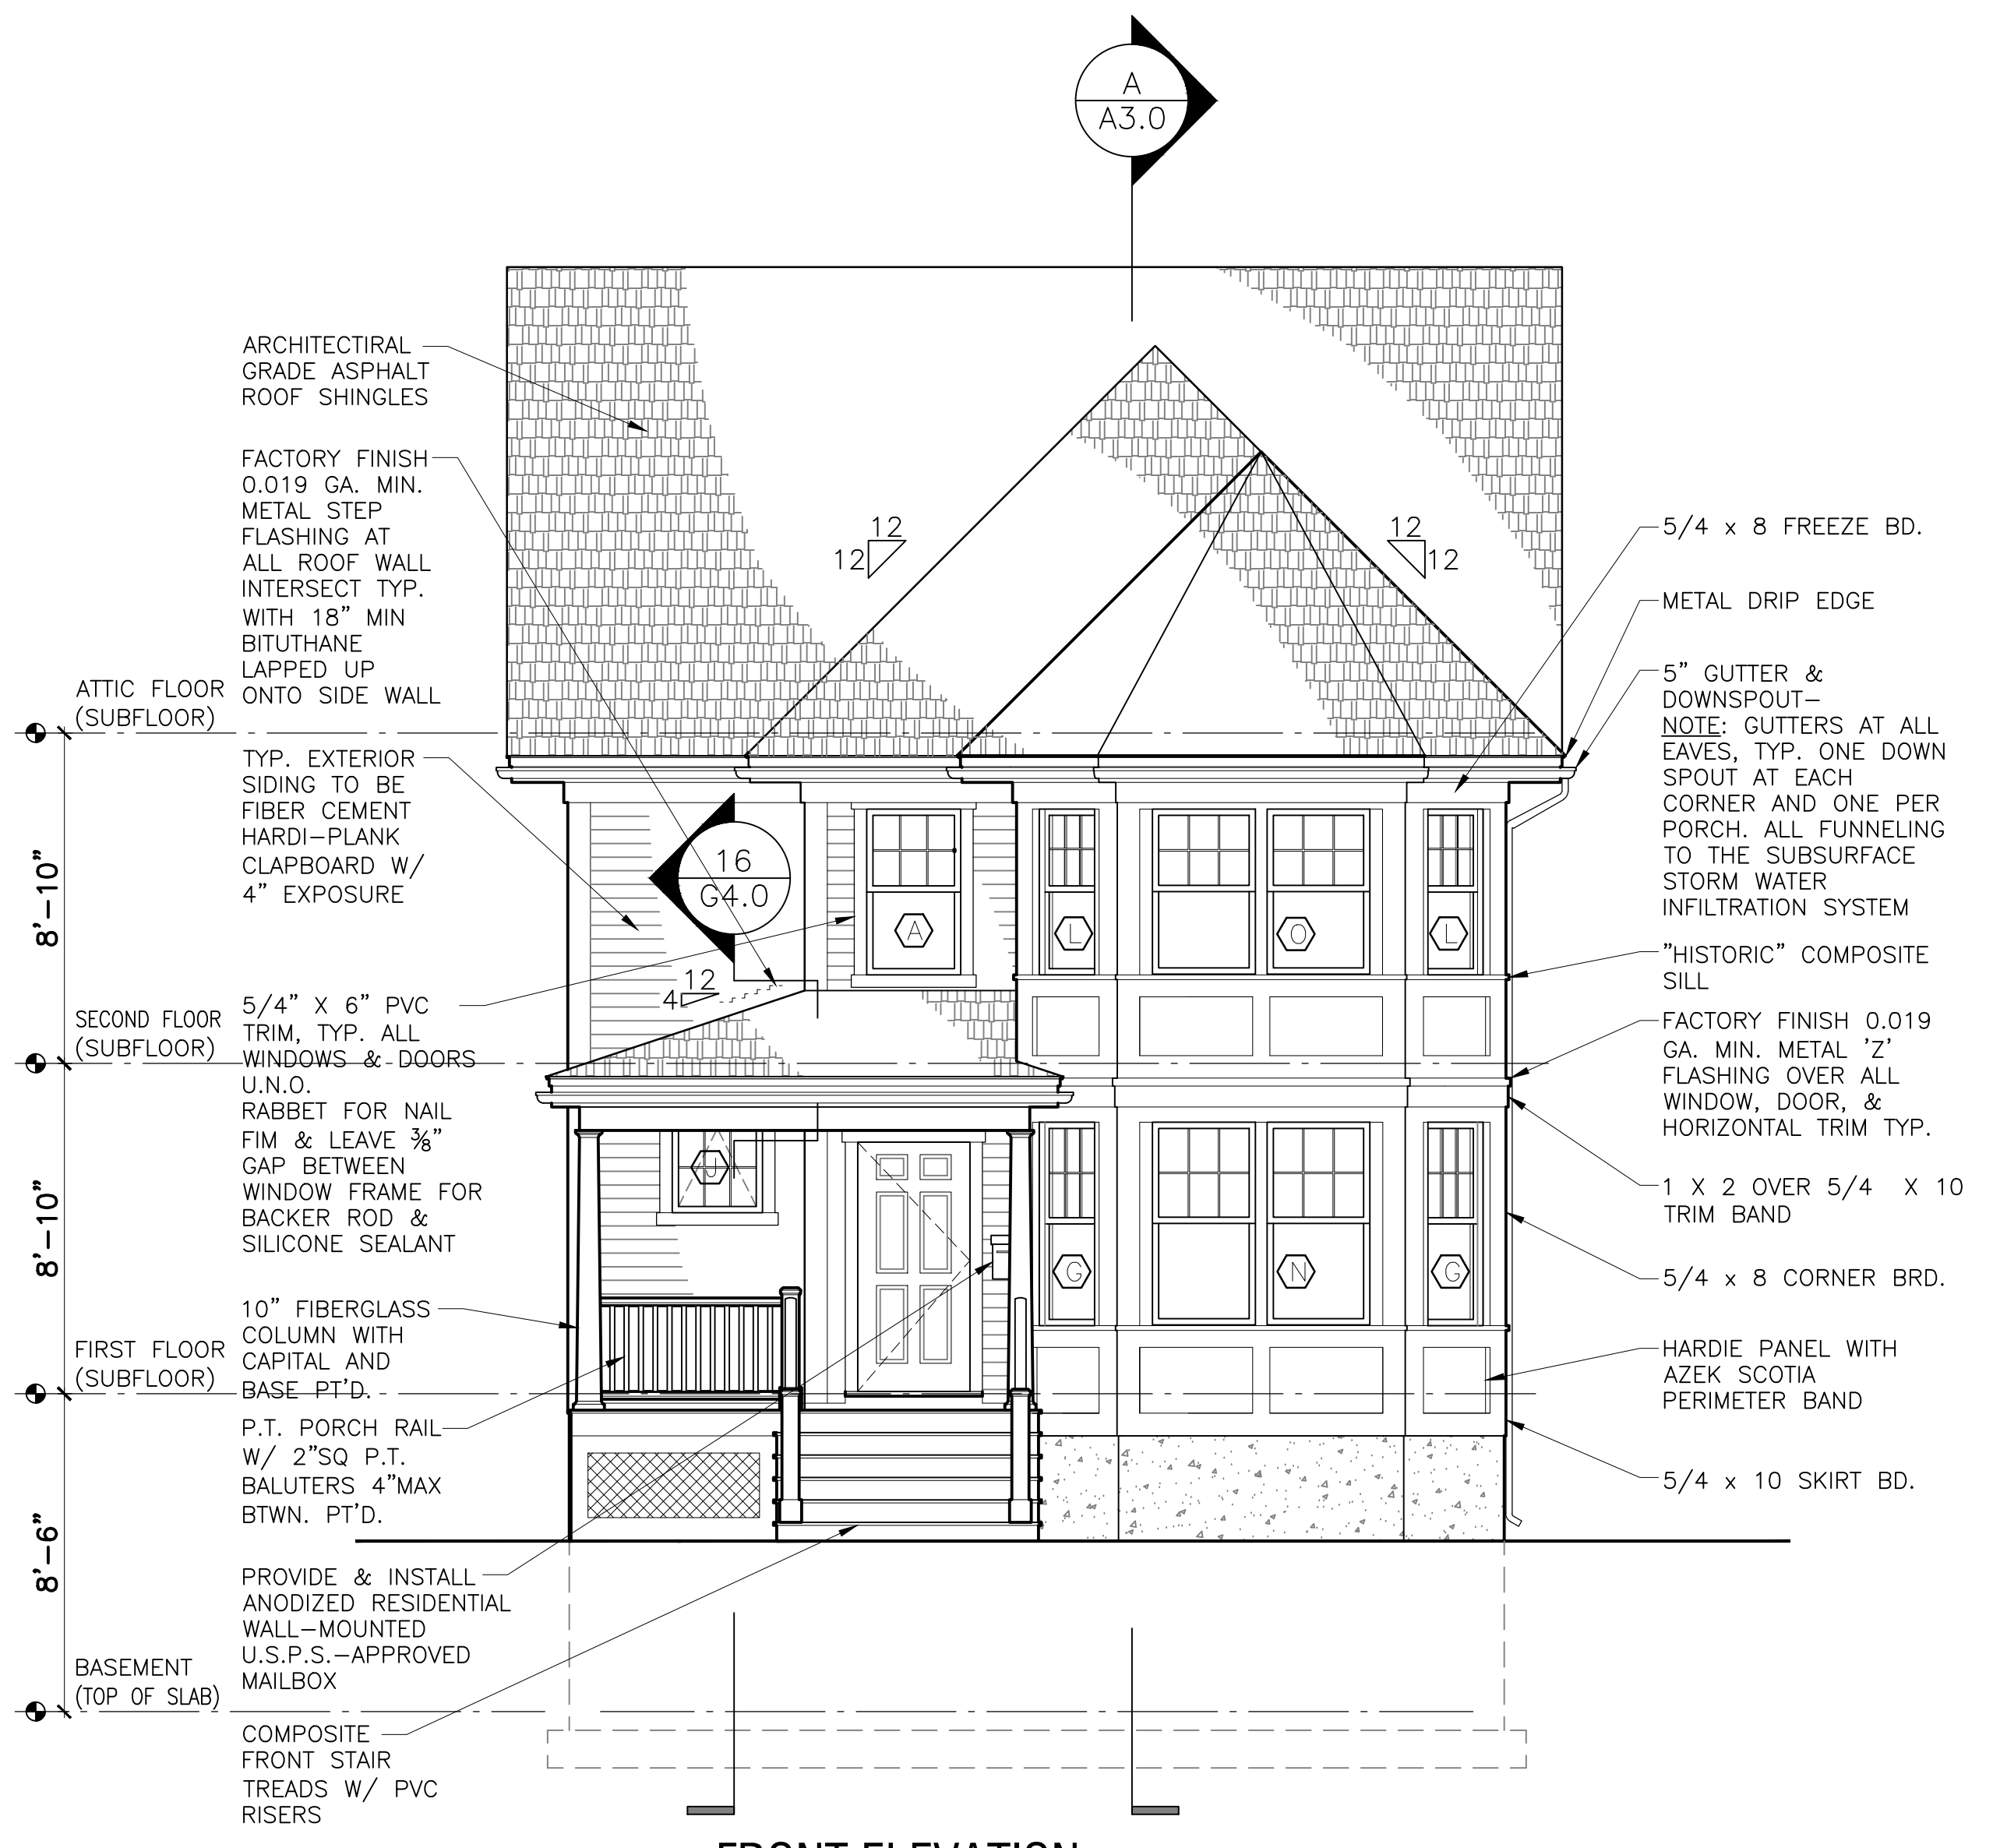 A
A3.0
ARCHITECTIRAL
GRADE ASPHALT
ROOF SHINGLES
FACTORY FINISH
0.019 GA. MIN.
METAL STEP
FLASHING AT
ALL ROOF WALL
INTERSECT TYP.
WITH 18" MIN
BITUTHANE
LAPPED UP
ONTO SIDE WALL
ATTIC FLOOR
(SUBFLOOR)
TYP. EXTERIOR
SIDING TO BE
FIBER CEMENT
HARDI-PLANK
CLAPBOARD W/
4" EXPOSURE
8'-10"
SECOND FLOOR
(SUBFLOOR)
5/4" X 6" PVC
TRIM, TYP. ALL
WINDOWS & DOORS
U.N.O.
RABBET FOR NAIL
FIM & LEAVE ⅜"
GAP BETWEEN
WINDOW FRAME FOR
BACKER ROD &
SILICONE SEALANT
8'-10"
10" FIBERGLASS
COLUMN WITH
CAPITAL AND
BASE PT'D.
FIRST FLOOR
(SUBFLOOR)
P.T. PORCH RAIL
W/ 2"SQ P.T.
BALUTERS 4"MAX
BTWN. PT'D.
8'-6"
PROVIDE & INSTALL
ANODIZED RESIDENTIAL
WALL-MOUNTED
U.S.P.S.-APPROVED
MAILBOX
BASEMENT
(TOP OF SLAB)
COMPOSITE
FRONT STAIR
TREADS W/ PVC
RISERS
12
12
12
12
16
G4.0
12
4
A
L
O
L
J
G
N
G
5/4 x 8 FREEZE BD.
METAL DRIP EDGE
5" GUTTER &
DOWNSPOUT-
NOTE: GUTTERS AT ALL
EAVES, TYP. ONE DOWN
SPOUT AT EACH
CORNER AND ONE PER
PORCH. ALL FUNNELING
TO THE SUBSURFACE
STORM WATER
INFILTRATION SYSTEM
"HISTORIC" COMPOSITE
SILL
FACTORY FINISH 0.019
GA. MIN. METAL 'Z'
FLASHING OVER ALL
WINDOW, DOOR, &
HORIZONTAL TRIM TYP.
1 X 2 OVER 5/4 X 10
TRIM BAND
5/4 x 8 CORNER BRD.
HARDIE PANEL WITH
AZEK SCOTIA
PERIMETER BAND
5/4 x 10 SKIRT BD.
FRONT ELEVATION